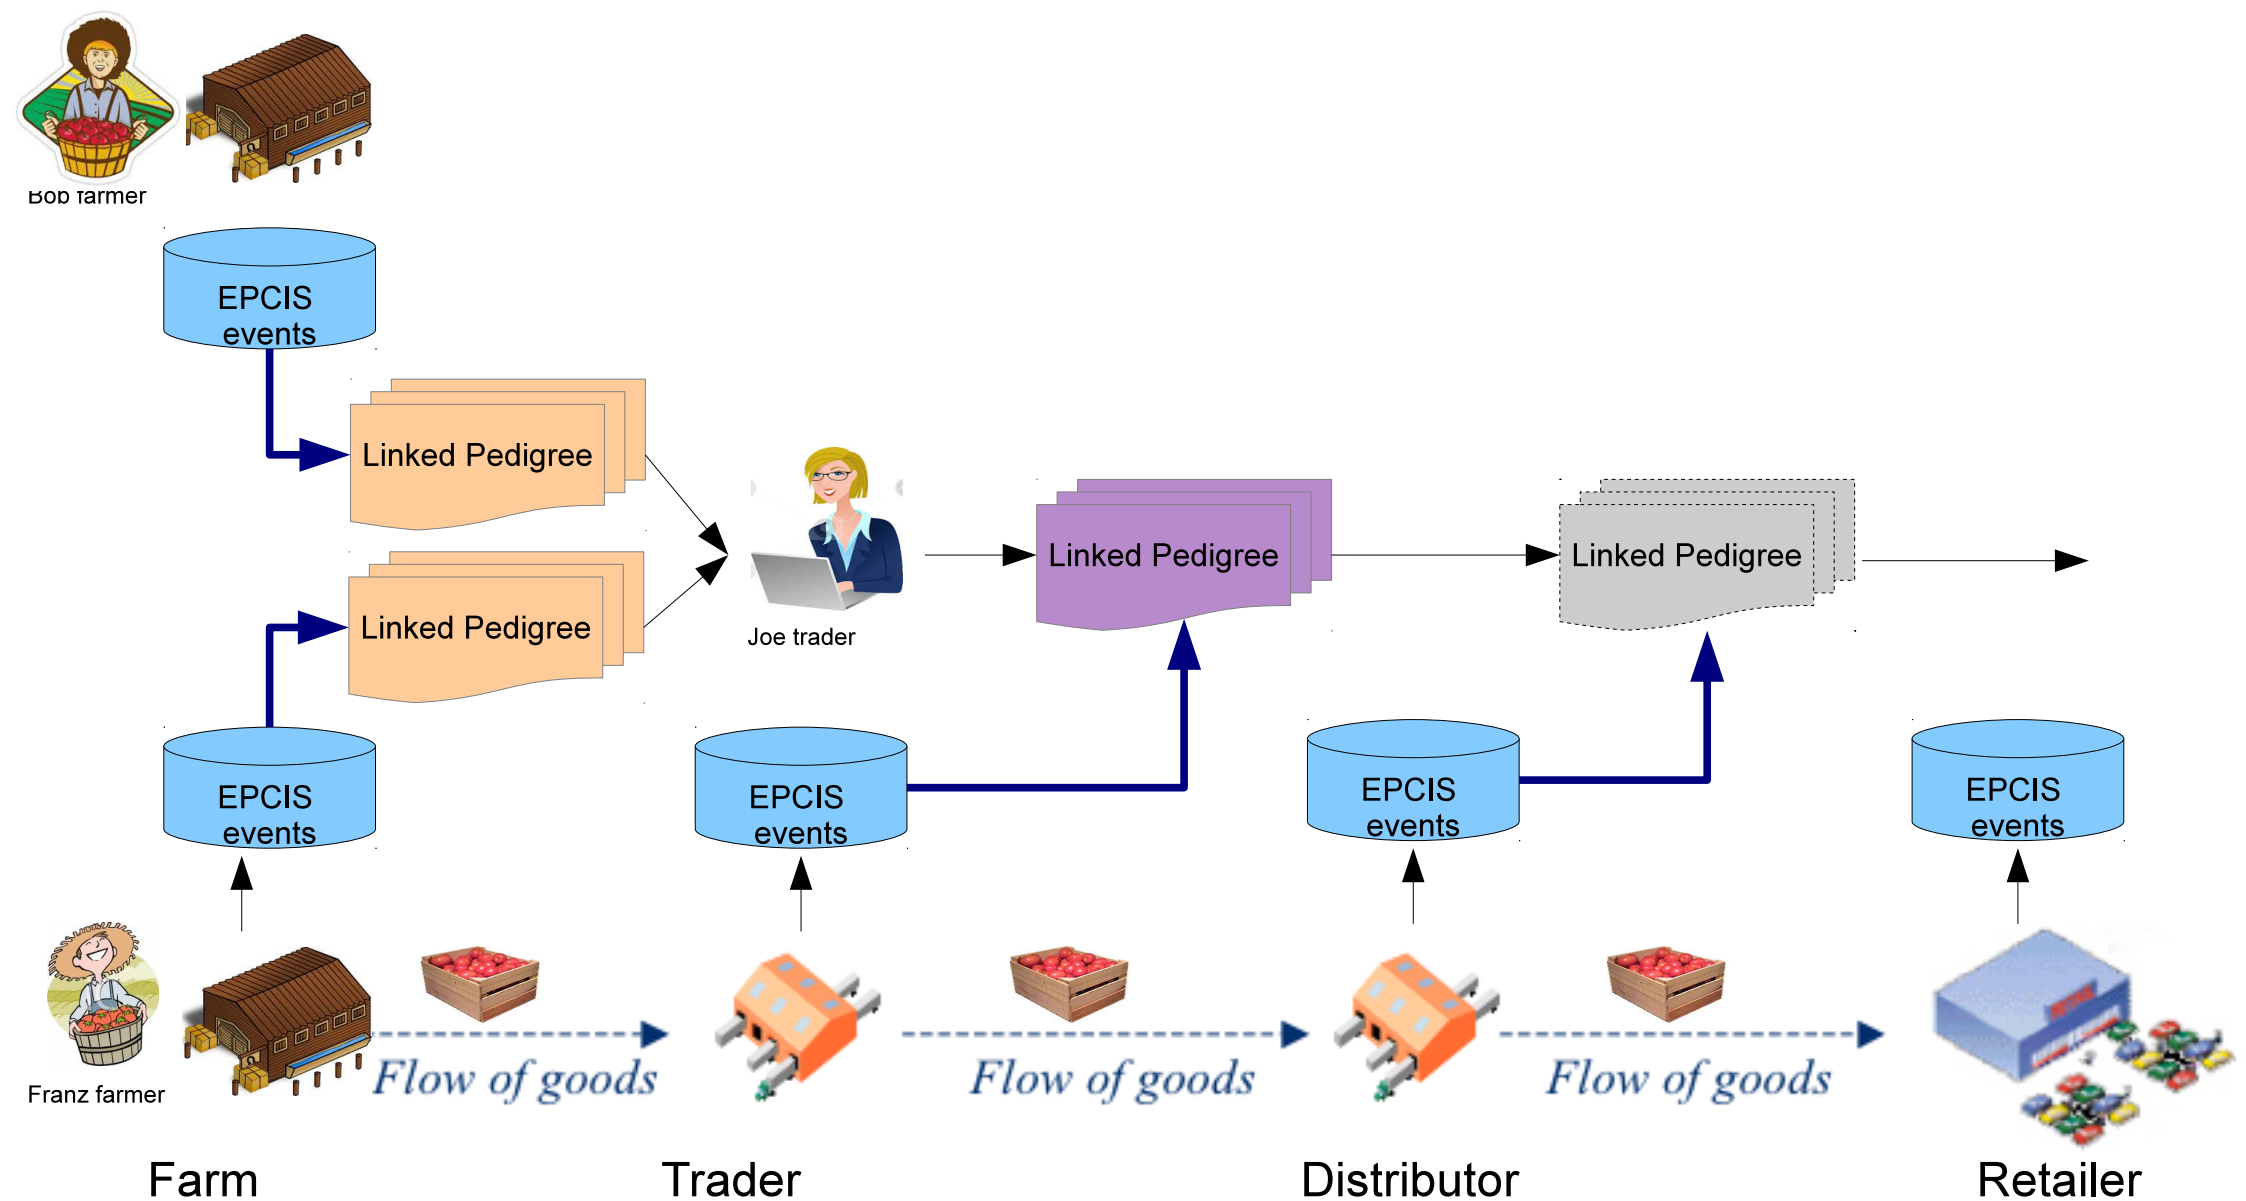 Bob farmer
EPCIS
events
Linked Pedigree
Linked Pedigree
Linked Pedigree
Linked Pedigree
Joe trader
EPCIS
events
EPCIS
events
EPCIS
events
EPCIS
events
Franz farmer
Flow of goods
Flow of goods
Flow of goods
Farm
Trader
Distributor
Retailer